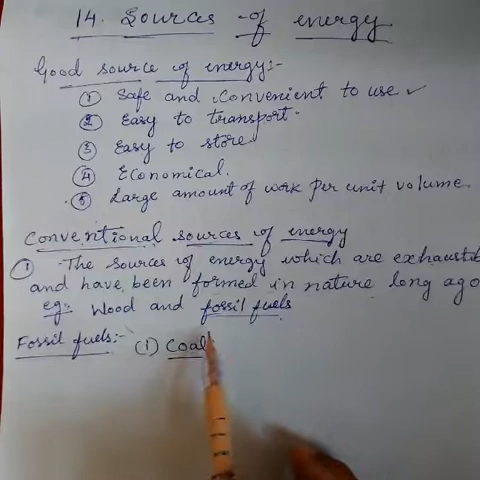 14. Sources of energy
Good source of energy:-
① Safe and convenient to use ✓
② Easy to transport.
③ Easy to store.
④ Economical.
⑤ Large amount of work per unit volume.
Conventional sources of energy
① The sources of energy which are exhaustib
and have been formed in nature long ago
eg:- Wood and fossil fuels
Fossil fuels:- (1) Coal